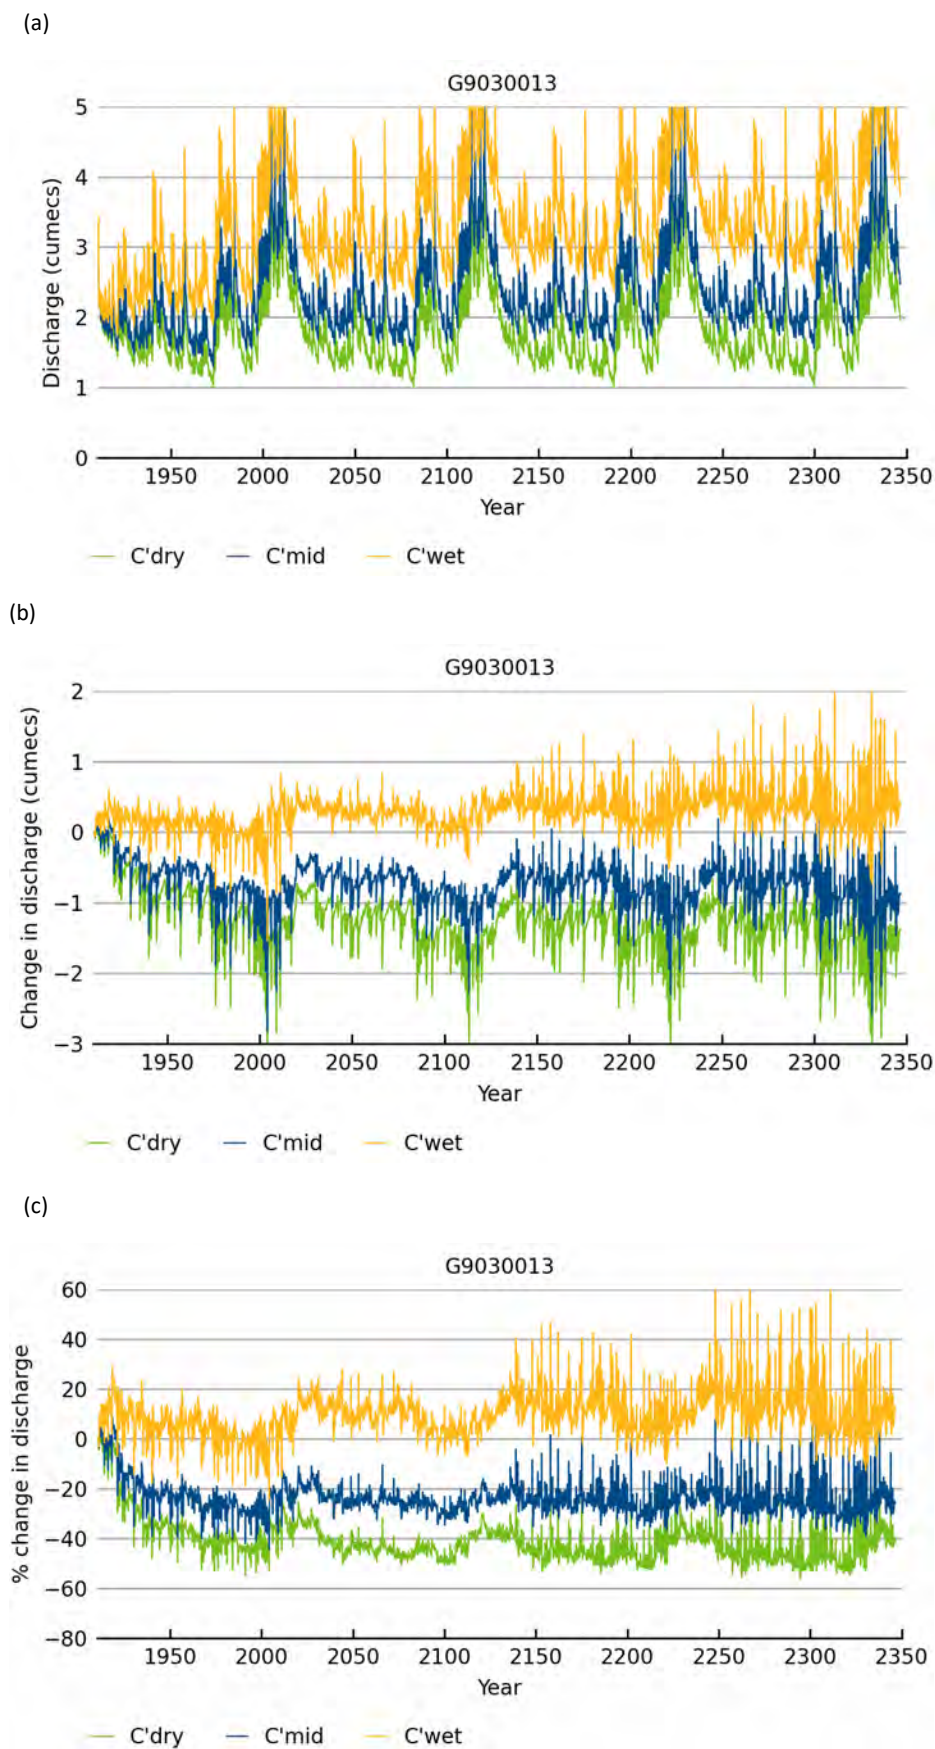 (a)
G9030013
5
4
3
2
1
0
Discharge (cumecs)
1950 2000 2050 2100 2150 2200 2250 2300 2350
Year
C'dry C'mid C'wet
(b)
G9030013
2
1
0
−1
−2
−3
Change in discharge (cumecs)
1950 2000 2050 2100 2150 2200 2250 2300 2350
Year
C'dry C'mid C'wet
(c)
G9030013
60
40
20
0
−20
−40
−60
−80
% change in discharge
1950 2000 2050 2100 2150 2200 2250 2300 2350
Year
C'dry C'mid C'wet